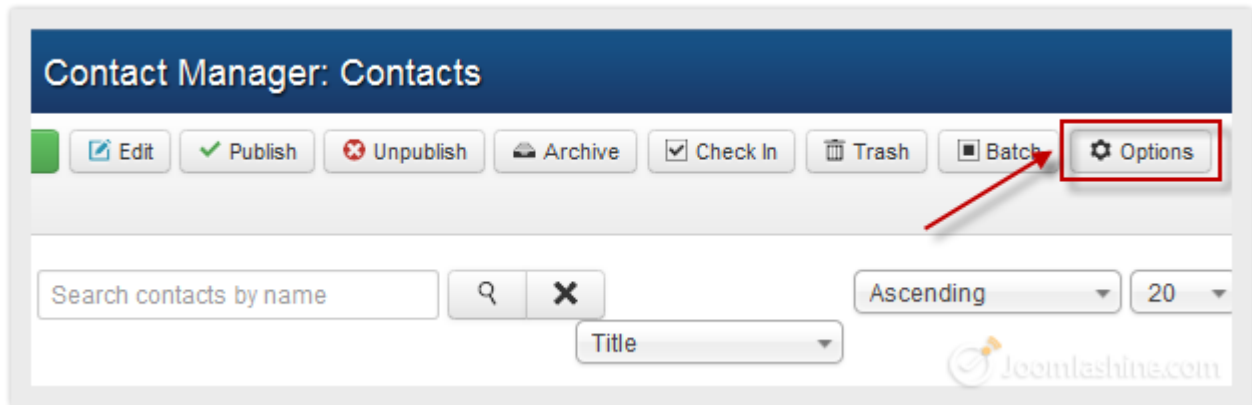 Contact Manager: Contacts
Edit Publish Unpublish Archive Check In Trash Batch Options
Search contacts by name Ascending 20
Title
Joomlashine.com